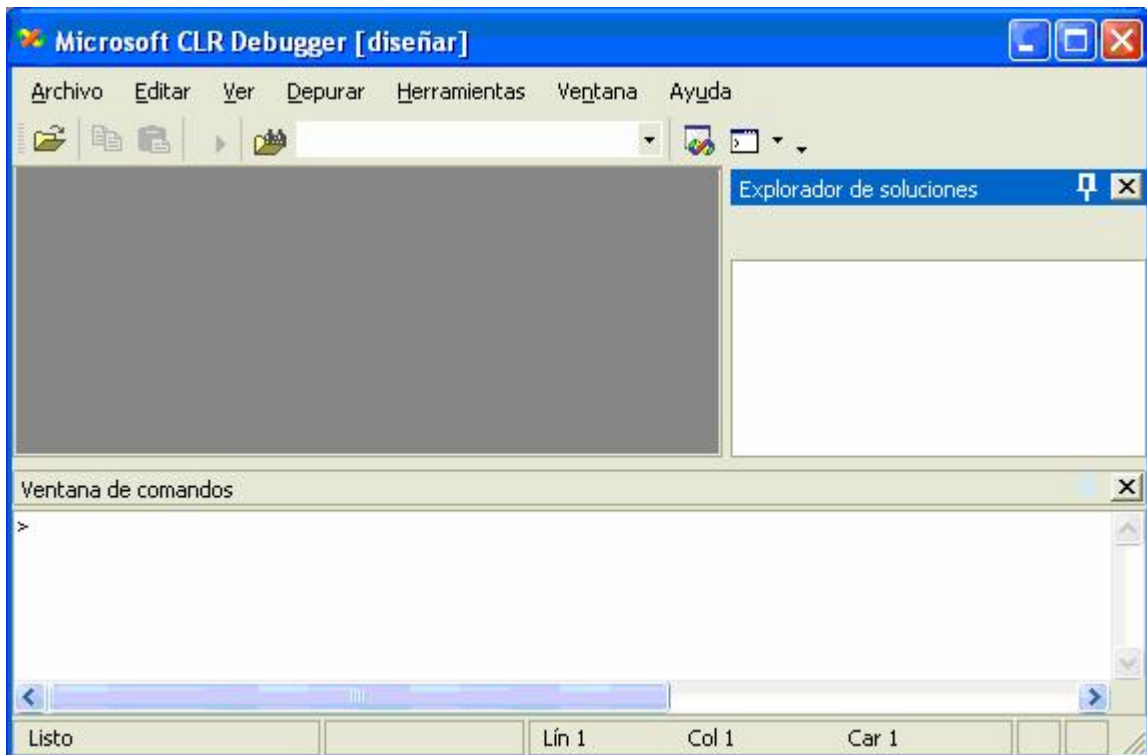 Microsoft CLR Debugger [diseñar]
Archivo Editar Ver Depurar Herramientas Ventana Ayuda
Explorador de soluciones
Ventana de comandos
>
Listo Lín 1 Col 1 Car 1